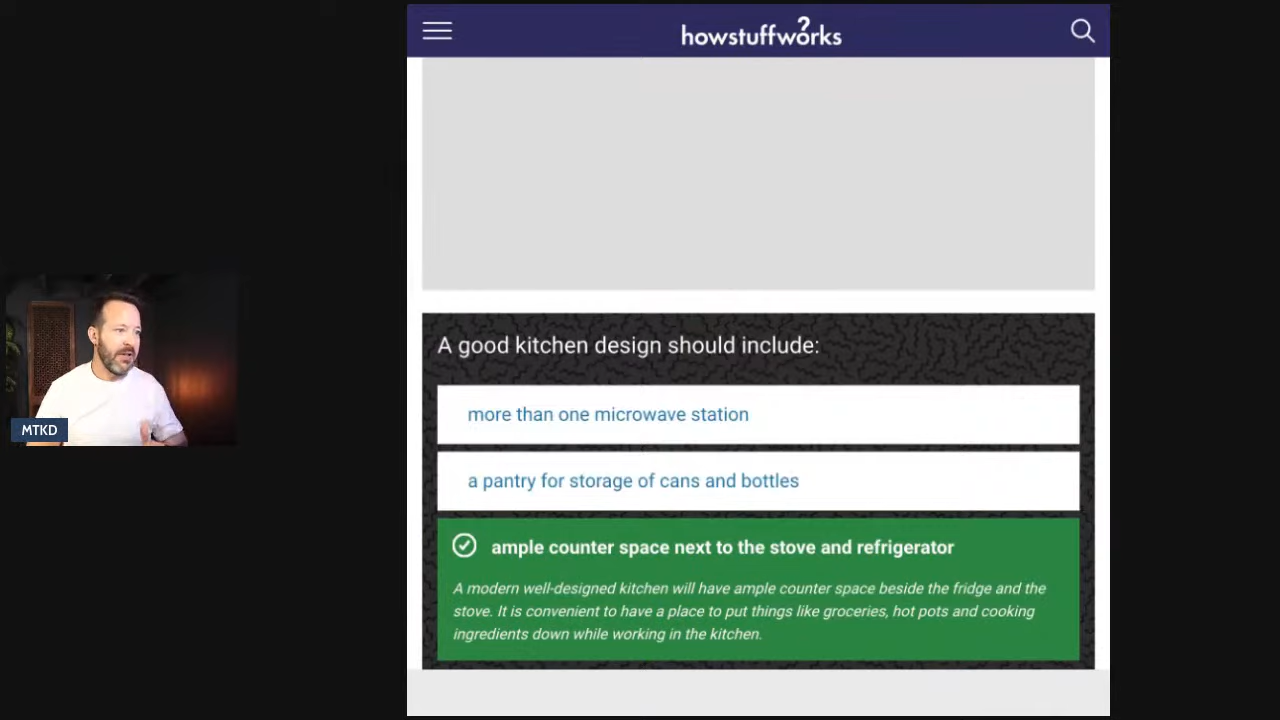 howstuffw?rks
A good kitchen design should include:
more than one microwave station
a pantry for storage of cans and bottles
MTKD
ample counter space next to the stove and refrigerator
A modern well-designed kitchen will have ample counter space beside the fridge and the
stove. It is convenient to have a place to put things like groceries, hot pots and cooking
ingredients down while working in the kitchen.